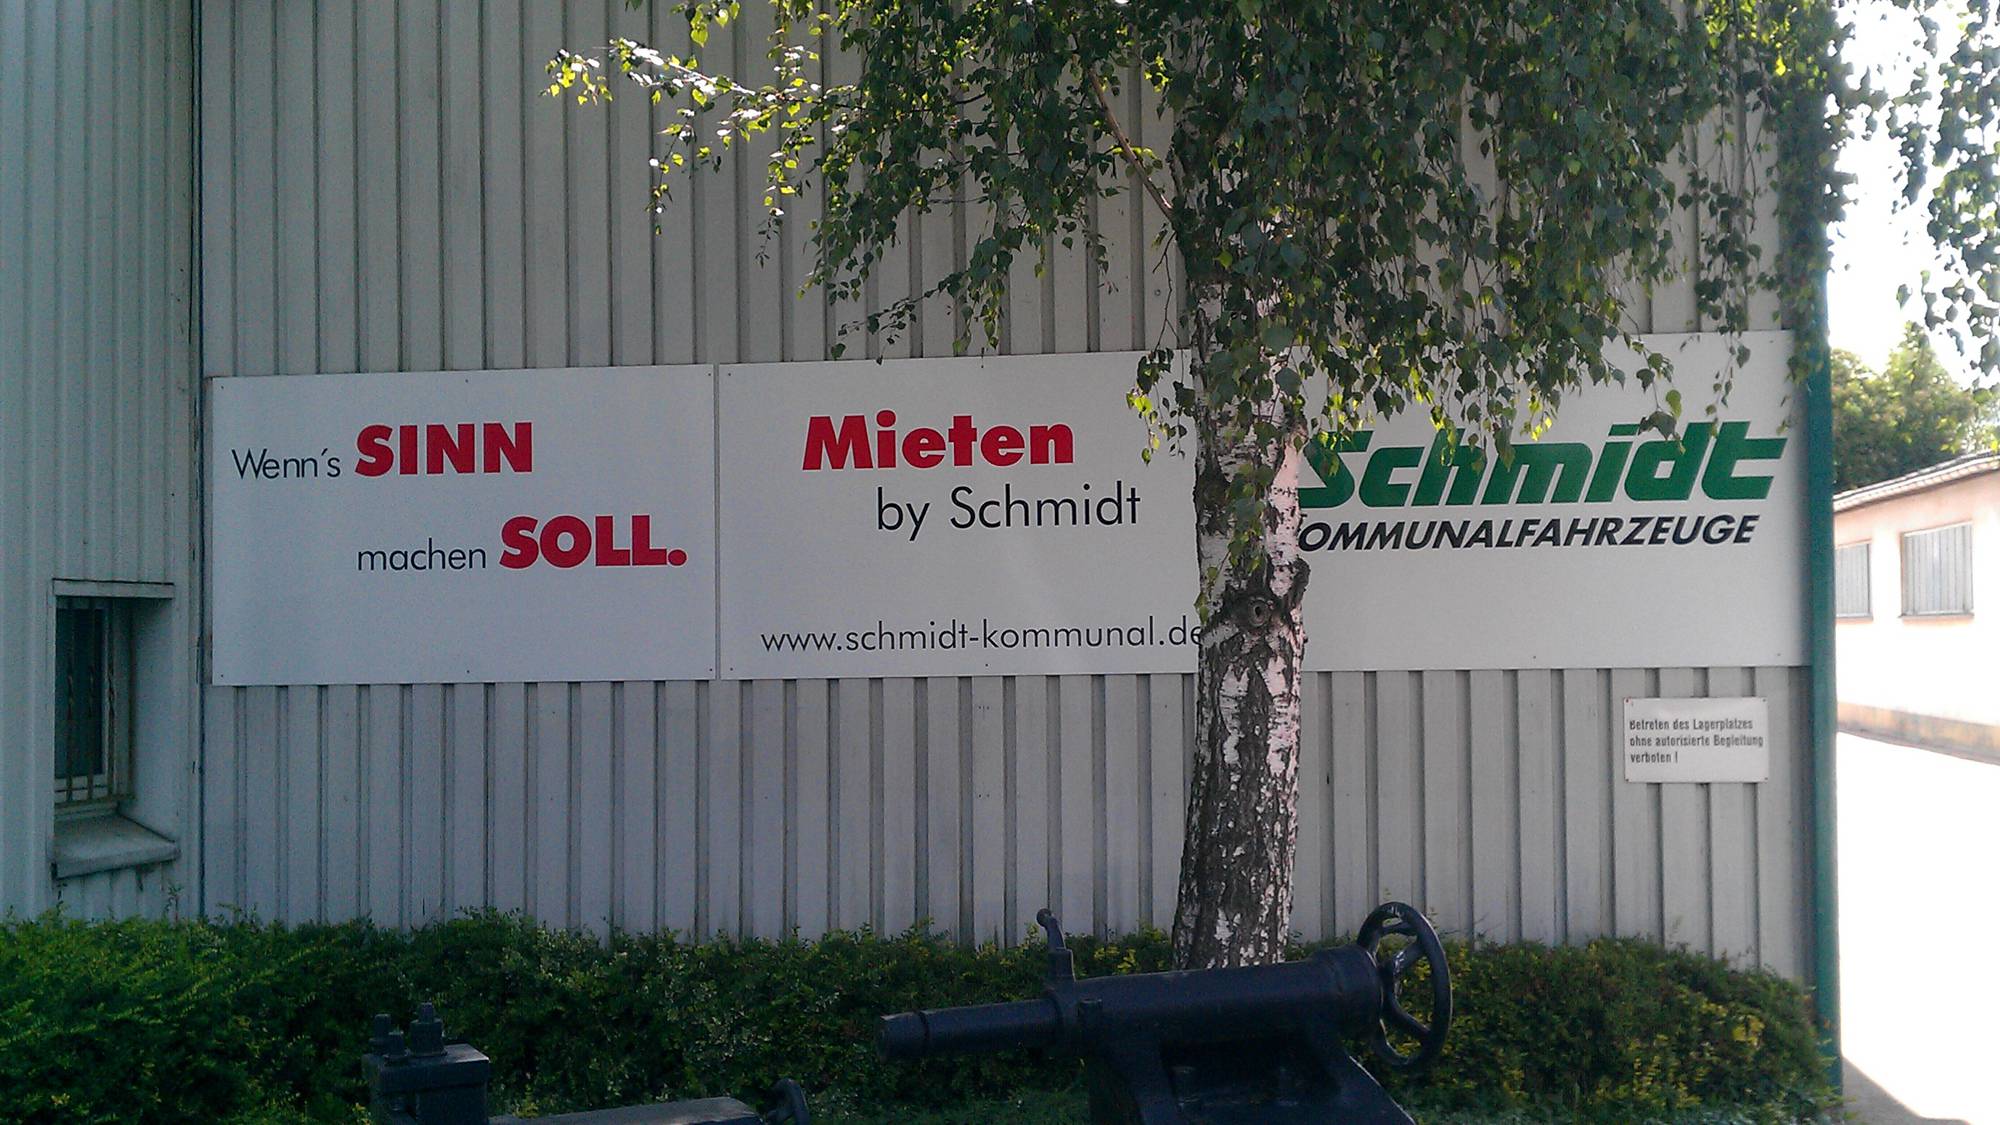 Wenn's SINN
machen SOLL.
Mieten
by Schmidt
www.schmidt-kommunal.de
Schmidt
KOMMUNALFAHRZEUGE
Betreten des Lagerplatzes
ohne autorisierte Begleitung
verboten !